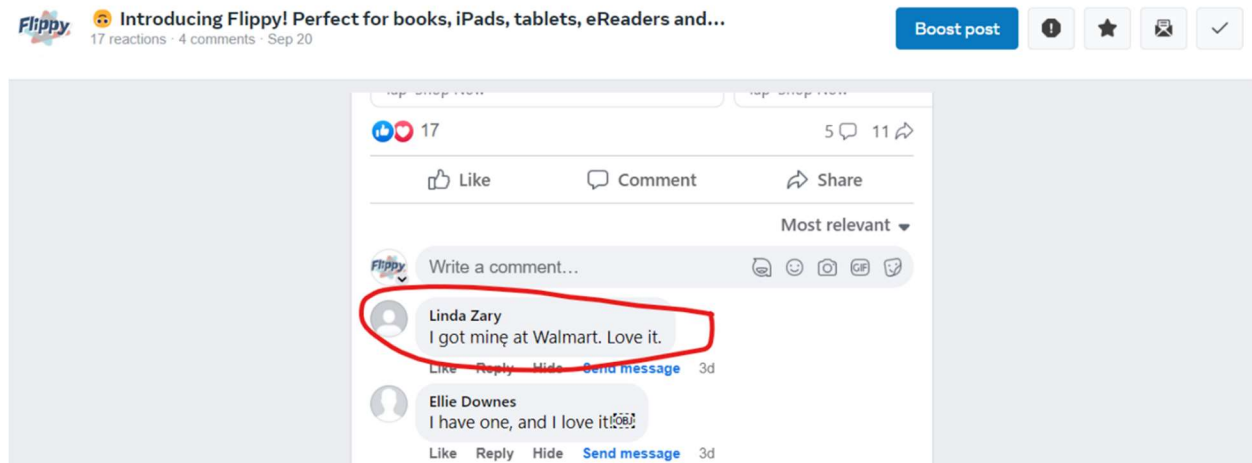 Flippy
🙃 Introducing Flippy! Perfect for books, iPads, tablets, eReaders and...
17 reactions · 4 comments · Sep 20
Boost post
17
5 11
Like Comment Share
Most relevant
Flippy
Write a comment...
GIF
Linda Zary
I got minę at Walmart. Love it.
Like Reply Hide Send message 3d
Ellie Downes
I have one, and I love it!OBJ
Like Reply Hide Send message 3d